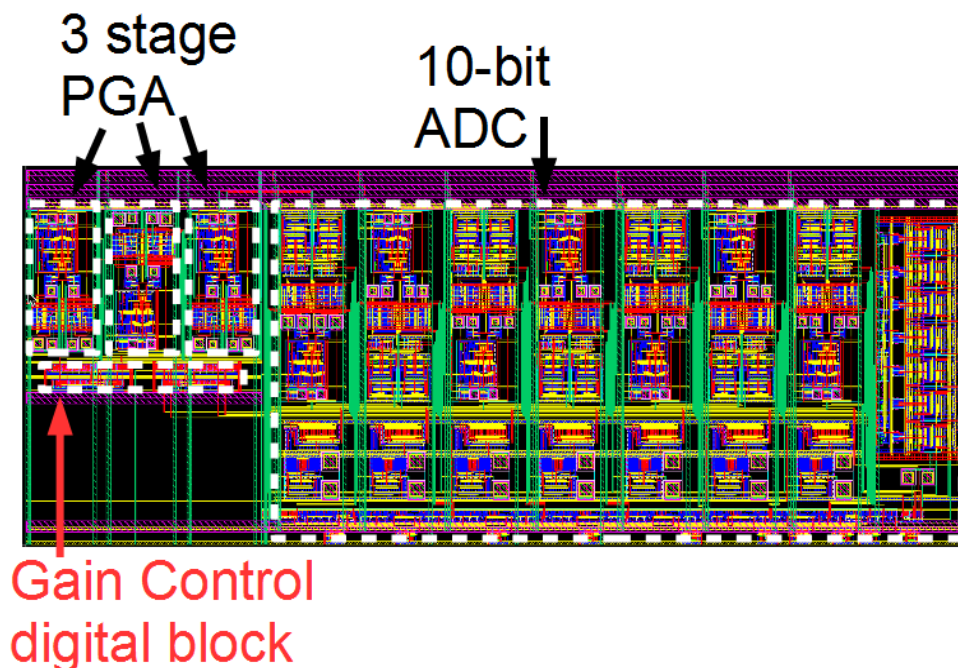 3 stage
PGA
10-bit
ADC
Gain Control
digital block